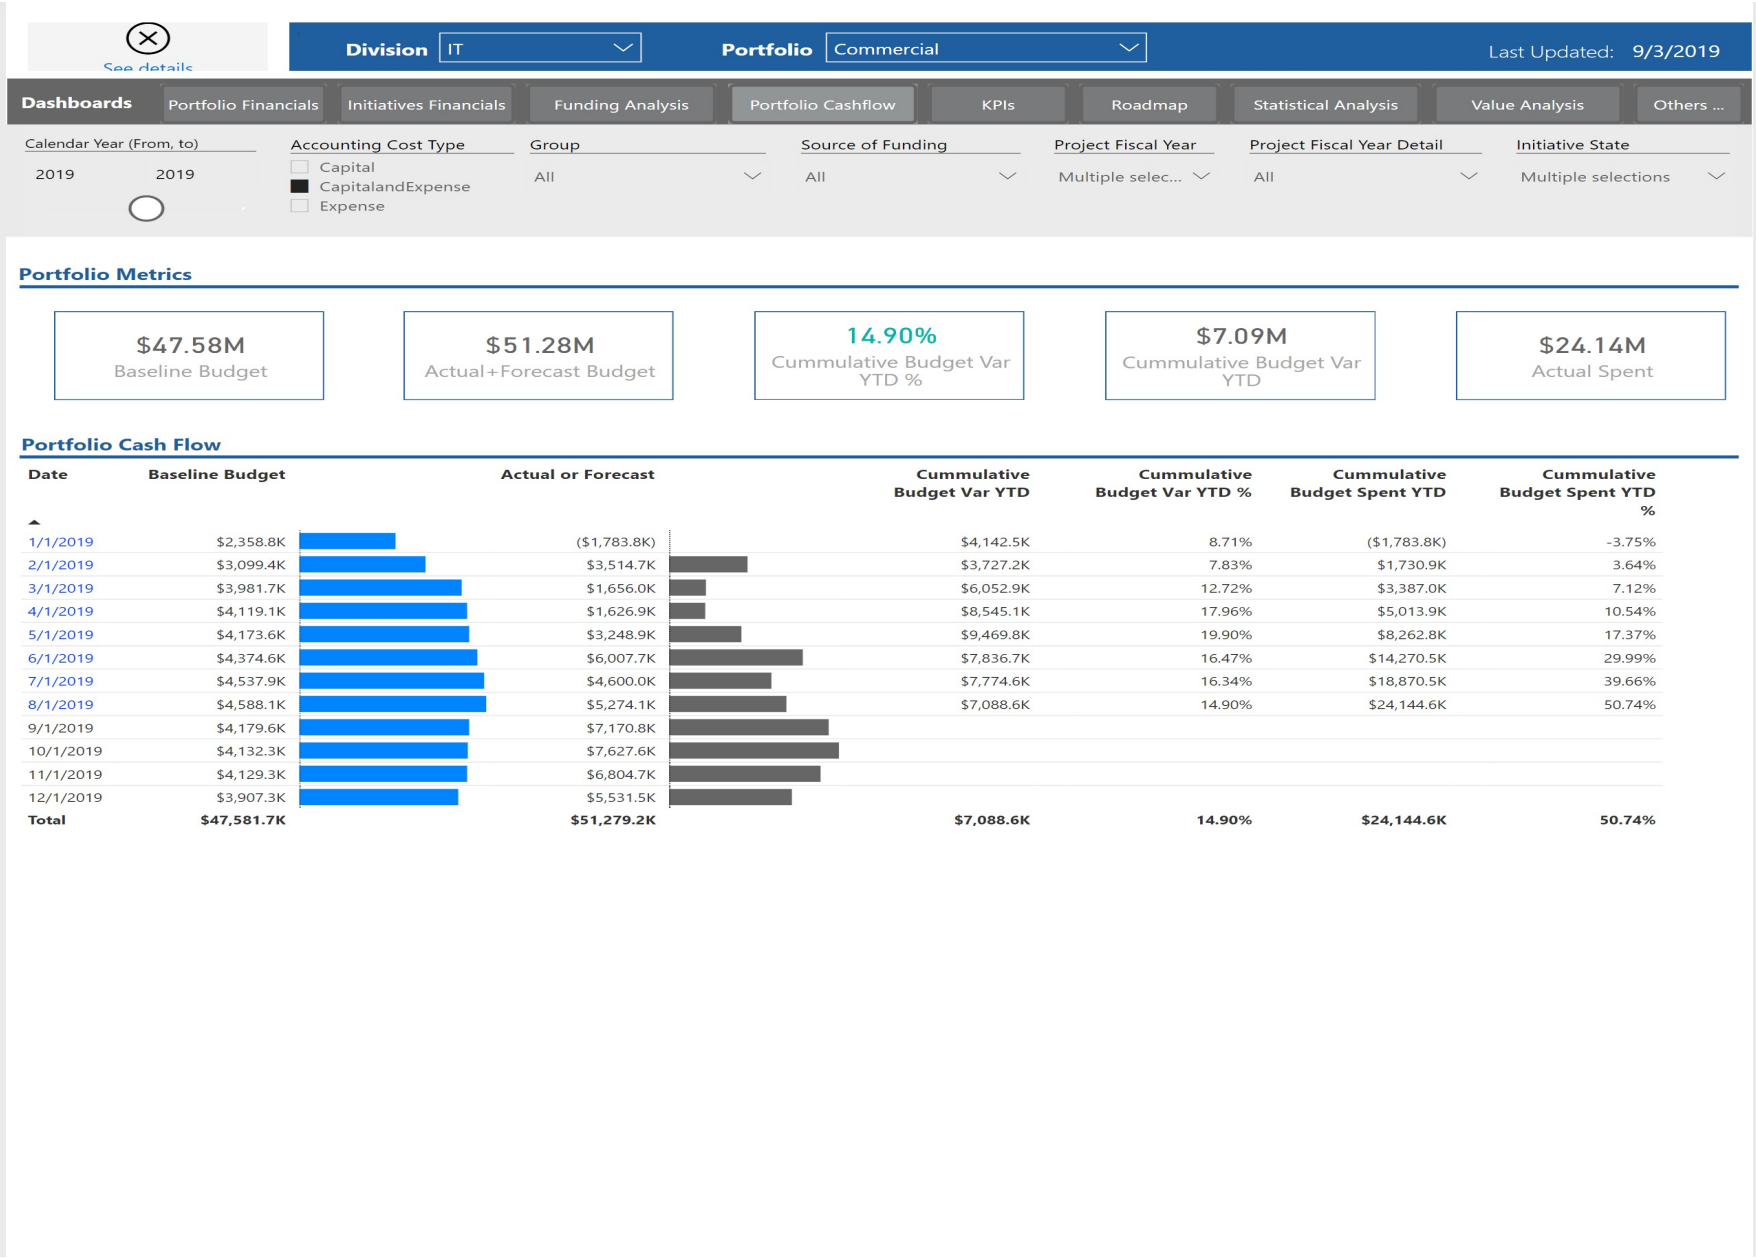 See details
Division IT Portfolio Commercial Last Updated: 9/3/2019
Dashboards Portfolio Financials Initiatives Financials Funding Analysis Portfolio Cashflow KPIs Roadmap Statistical Analysis Value Analysis Others ...
Calendar Year (From, to) Accounting Cost Type Group Source of Funding Project Fiscal Year Project Fiscal Year Detail Initiative State
2019 2019 Capital All All Multiple selec... All Multiple selections
CapitalandExpense
Expense
Portfolio Metrics
$47.58M $51.28M 14.90% $7.09M $24.14M
Baseline Budget Actual+Forecast Budget Cummulative Budget Var Cummulative Budget Var Actual Spent
YTD % YTD
Portfolio Cash Flow
Date Baseline Budget Actual or Forecast Cummulative Cummulative Cummulative Cummulative
Budget Var YTD Budget Var YTD % Budget Spent YTD Budget Spent YTD
%
1/1/2019 $2,358.8K ($1,783.8K) $4,142.5K 8.71% ($1,783.8K) -3.75%
2/1/2019 $3,099.4K $3,514.7K $3,727.2K 7.83% $1,730.9K 3.64%
3/1/2019 $3,981.7K $1,656.0K $6,052.9K 12.72% $3,387.0K 7.12%
4/1/2019 $4,119.1K $1,626.9K $8,545.1K 17.96% $5,013.9K 10.54%
5/1/2019 $4,173.6K $3,248.9K $9,469.8K 19.90% $8,262.8K 17.37%
6/1/2019 $4,374.6K $6,007.7K $7,836.7K 16.47% $14,270.5K 29.99%
7/1/2019 $4,537.9K $4,600.0K $7,774.6K 16.34% $18,870.5K 39.66%
8/1/2019 $4,588.1K $5,274.1K $7,088.6K 14.90% $24,144.6K 50.74%
9/1/2019 $4,179.6K $7,170.8K
10/1/2019 $4,132.3K $7,627.6K
11/1/2019 $4,129.3K $6,804.7K
12/1/2019 $3,907.3K $5,531.5K
Total $47,581.7K $51,279.2K $7,088.6K 14.90% $24,144.6K 50.74%